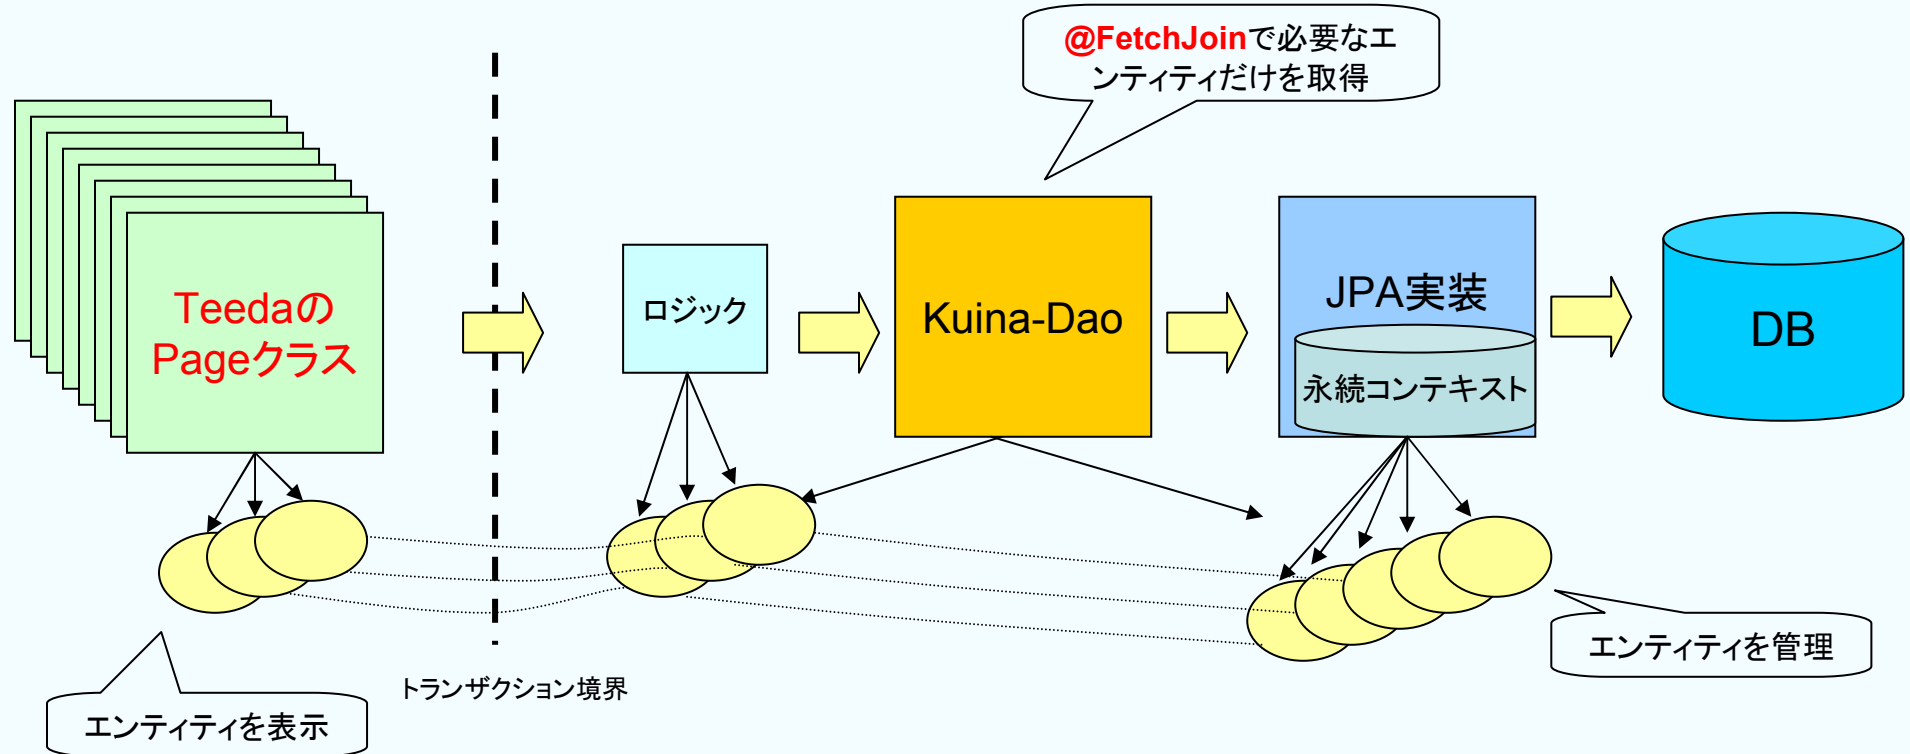 @FetchJoinで必要なエ
ンティティだけを取得
Teedaの
Pageクラス
ロジック
Kuina-Dao
JPA実装
永続コンテキスト
DB
エンティティを管理
トランザクション境界
エンティティを表示